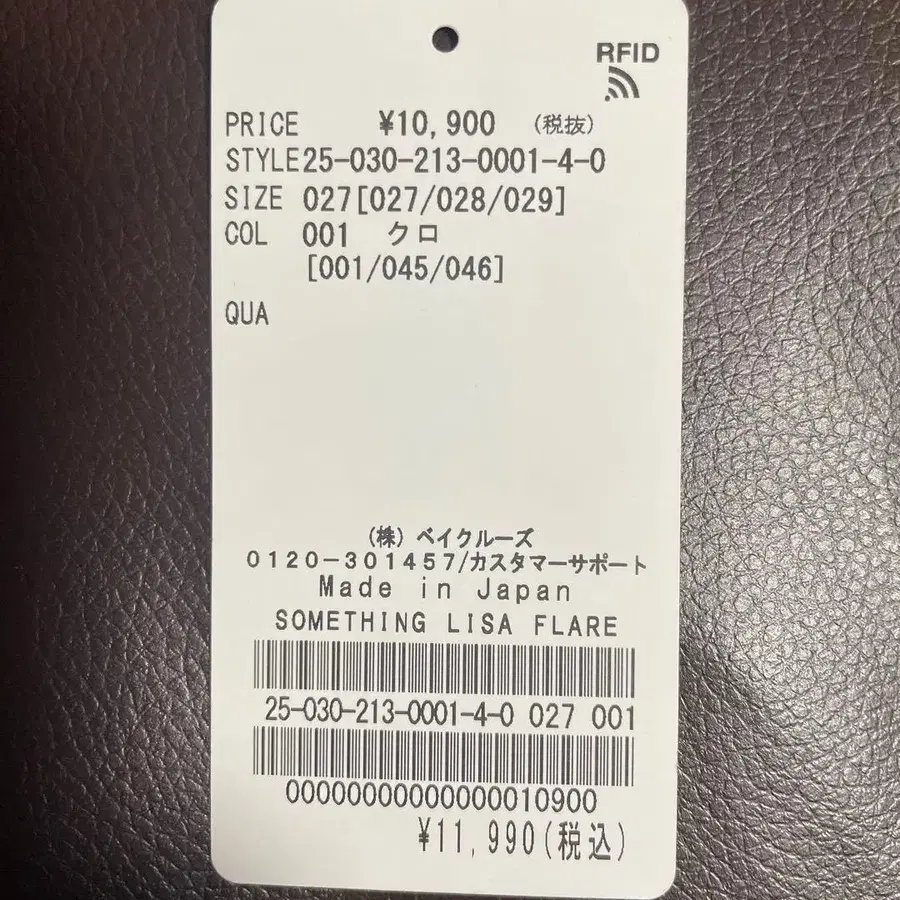 RFID
PRICE ¥10,900 (税抜)
STYLE25-030-213-0001-4-0
SIZE 027[027/028/029]
COL 001 クロ
[001/045/046]
QUA
(株) ベイクルーズ
0120-301457/カスタマーサポート
Made in Japan
SOMETHING LISA FLARE
25-030-213-0001-4-0 027 001
00000000000000010900
¥11,990(税込)